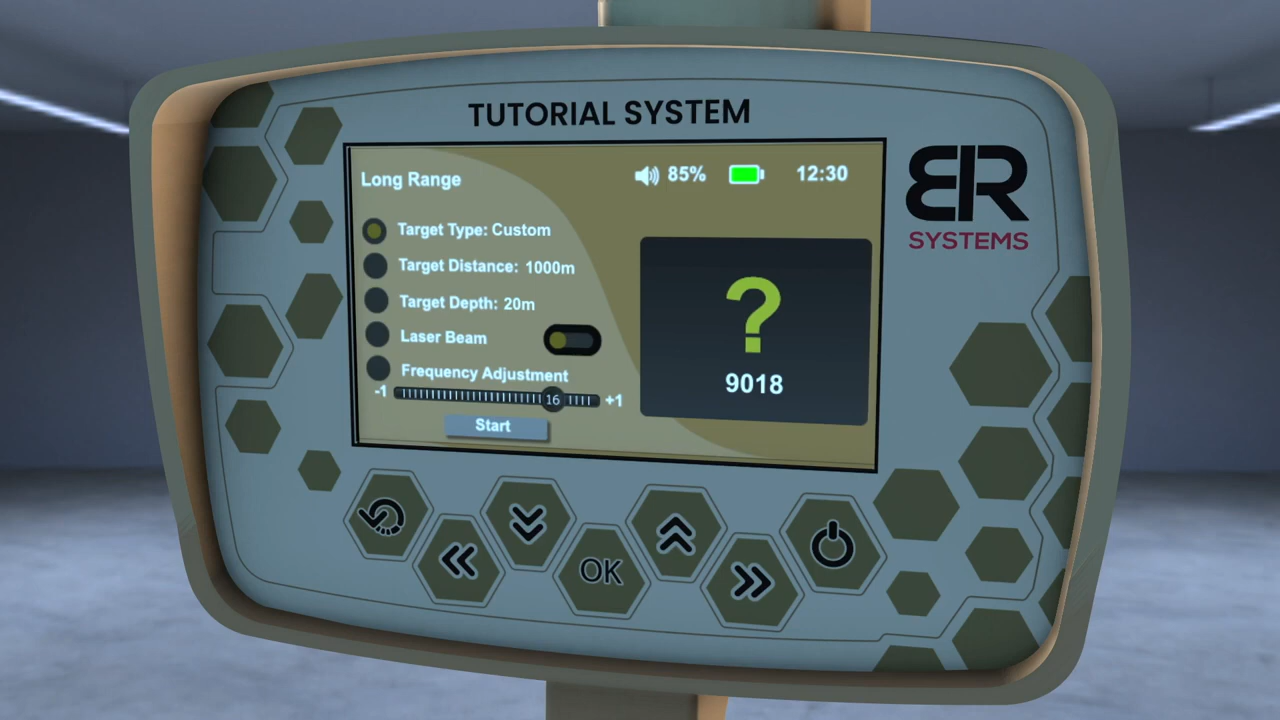 TUTORIAL SYSTEM
Long Range
85%
12:30
BR
SYSTEMS
Target Type: Custom
Target Distance: 1000m
Target Depth: 20m
Laser Beam
Frequency Adjustment
-1
16
+1
Start
?
9018
OK